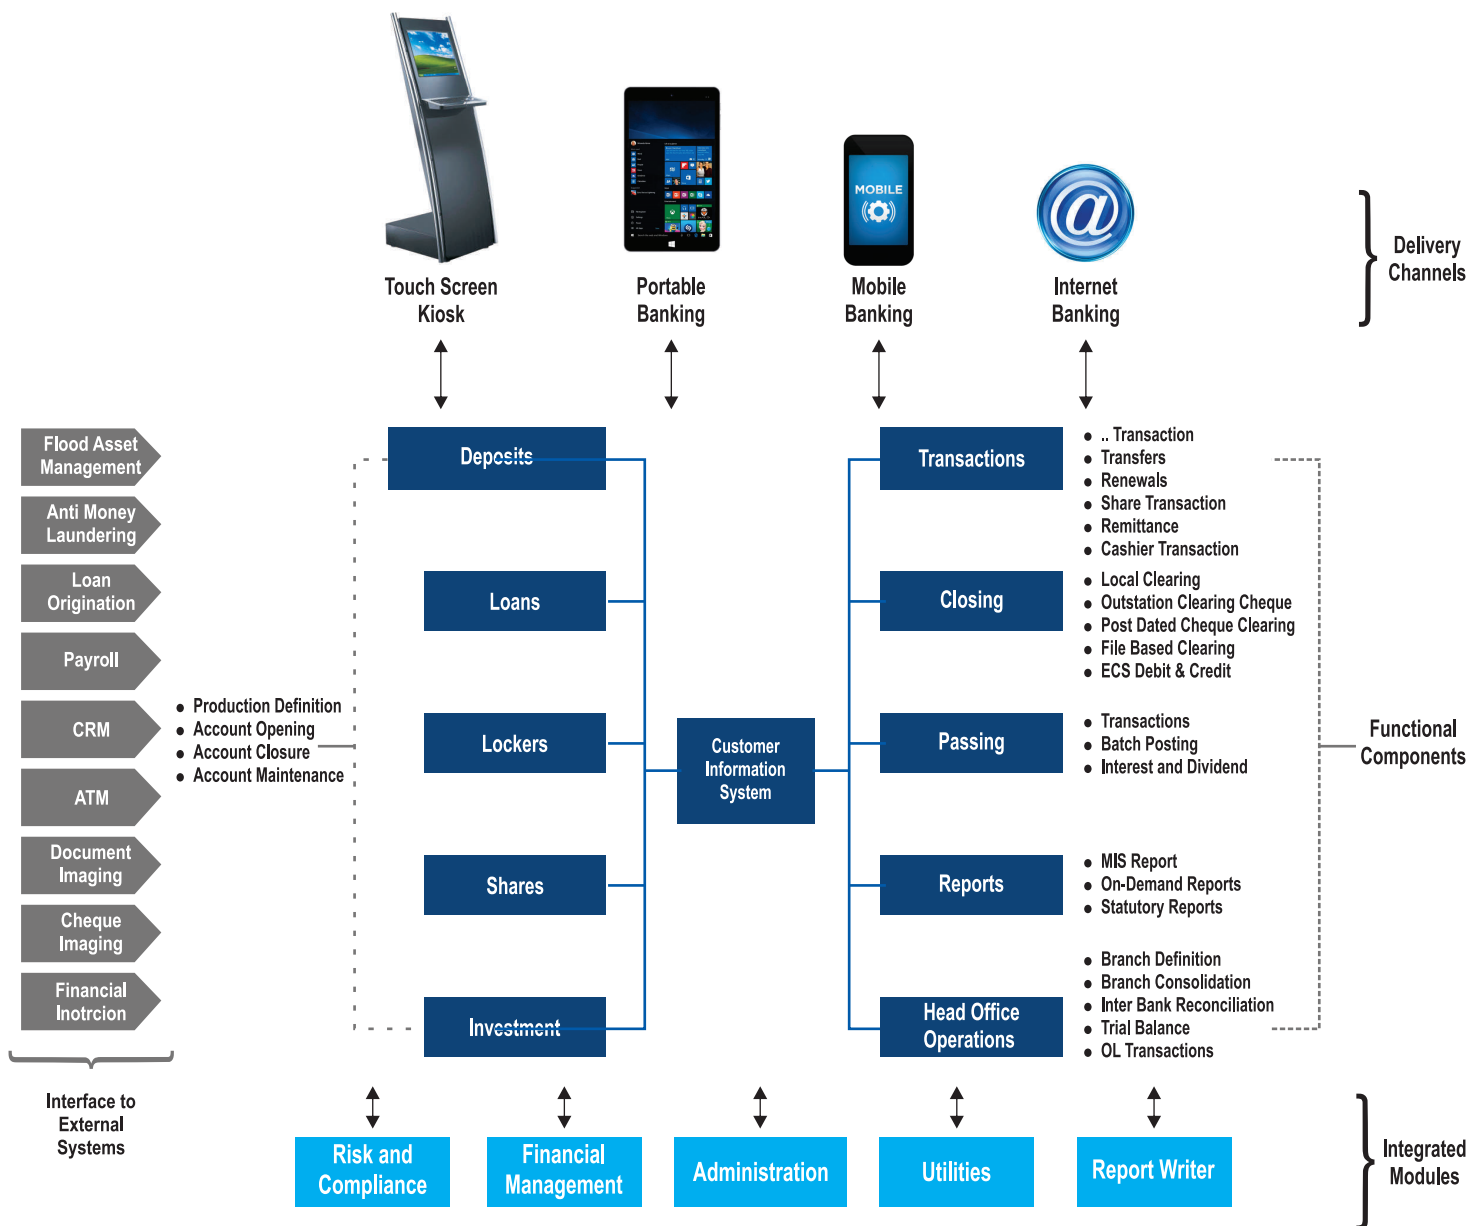 MOBILE
Touch Screen
Kiosk
Portable
Banking
Mobile
Banking
Internet
Banking
Delivery
Channels
Flood Asset
Management
Anti Money
Laundering
Loan
Origination
Payroll
CRM
ATM
Document
Imaging
Cheque
Imaging
Financial
Inotrcion
Interface to
External
Systems
● Production Definition
● Account Opening
● Account Closure
● Account Maintenance
Deposits
Loans
Lockers
Shares
Investment
Customer
Information
System
Transactions
● .. Transaction
● Transfers
● Renewals
● Share Transaction
● Remittance
● Cashier Transaction
Closing
● Local Clearing
● Outstation Clearing Cheque
● Post Dated Cheque Clearing
● File Based Clearing
● ECS Debit & Credit
Passing
● Transactions
● Batch Posting
● Interest and Dividend
Reports
● MIS Report
● On-Demand Reports
● Statutory Reports
Head Office
Operations
● Branch Definition
● Branch Consolidation
● Inter Bank Reconciliation
● Trial Balance
● OL Transactions
Functional
Components
Risk and
Compliance
Financial
Management
Administration
Utilities
Report Writer
Integrated
Modules